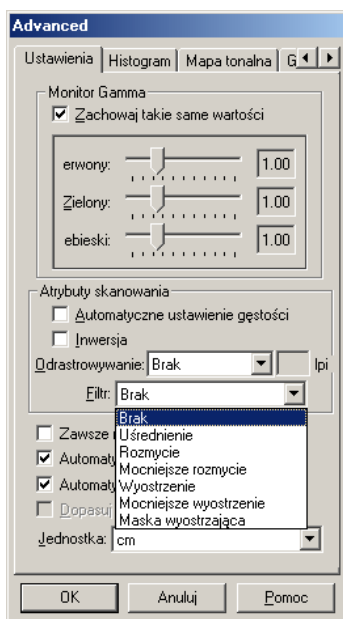 Advanced
Ustawienia Histogram Mapa tonalna G
Monitor Gamma
Zachowaj takie same wartości
erwony: 1.00
Zielony: 1.00
ebieski: 1.00
Atrybuty skanowania
Automatyczne ustawienie gęstości
Inwersja
Odrastrowywanie: Brak lpi
Filtr: Brak
Brak
Zawsze Uśrednienie
Rozmycie
Automaty Mocniejsze rozmycie
Automaty Wyostrzenie
Dopasuj Mocniejsze wyostrzenie
Maska wyostrzająca
Jednostka: cm
OK Anuluj Pomoc